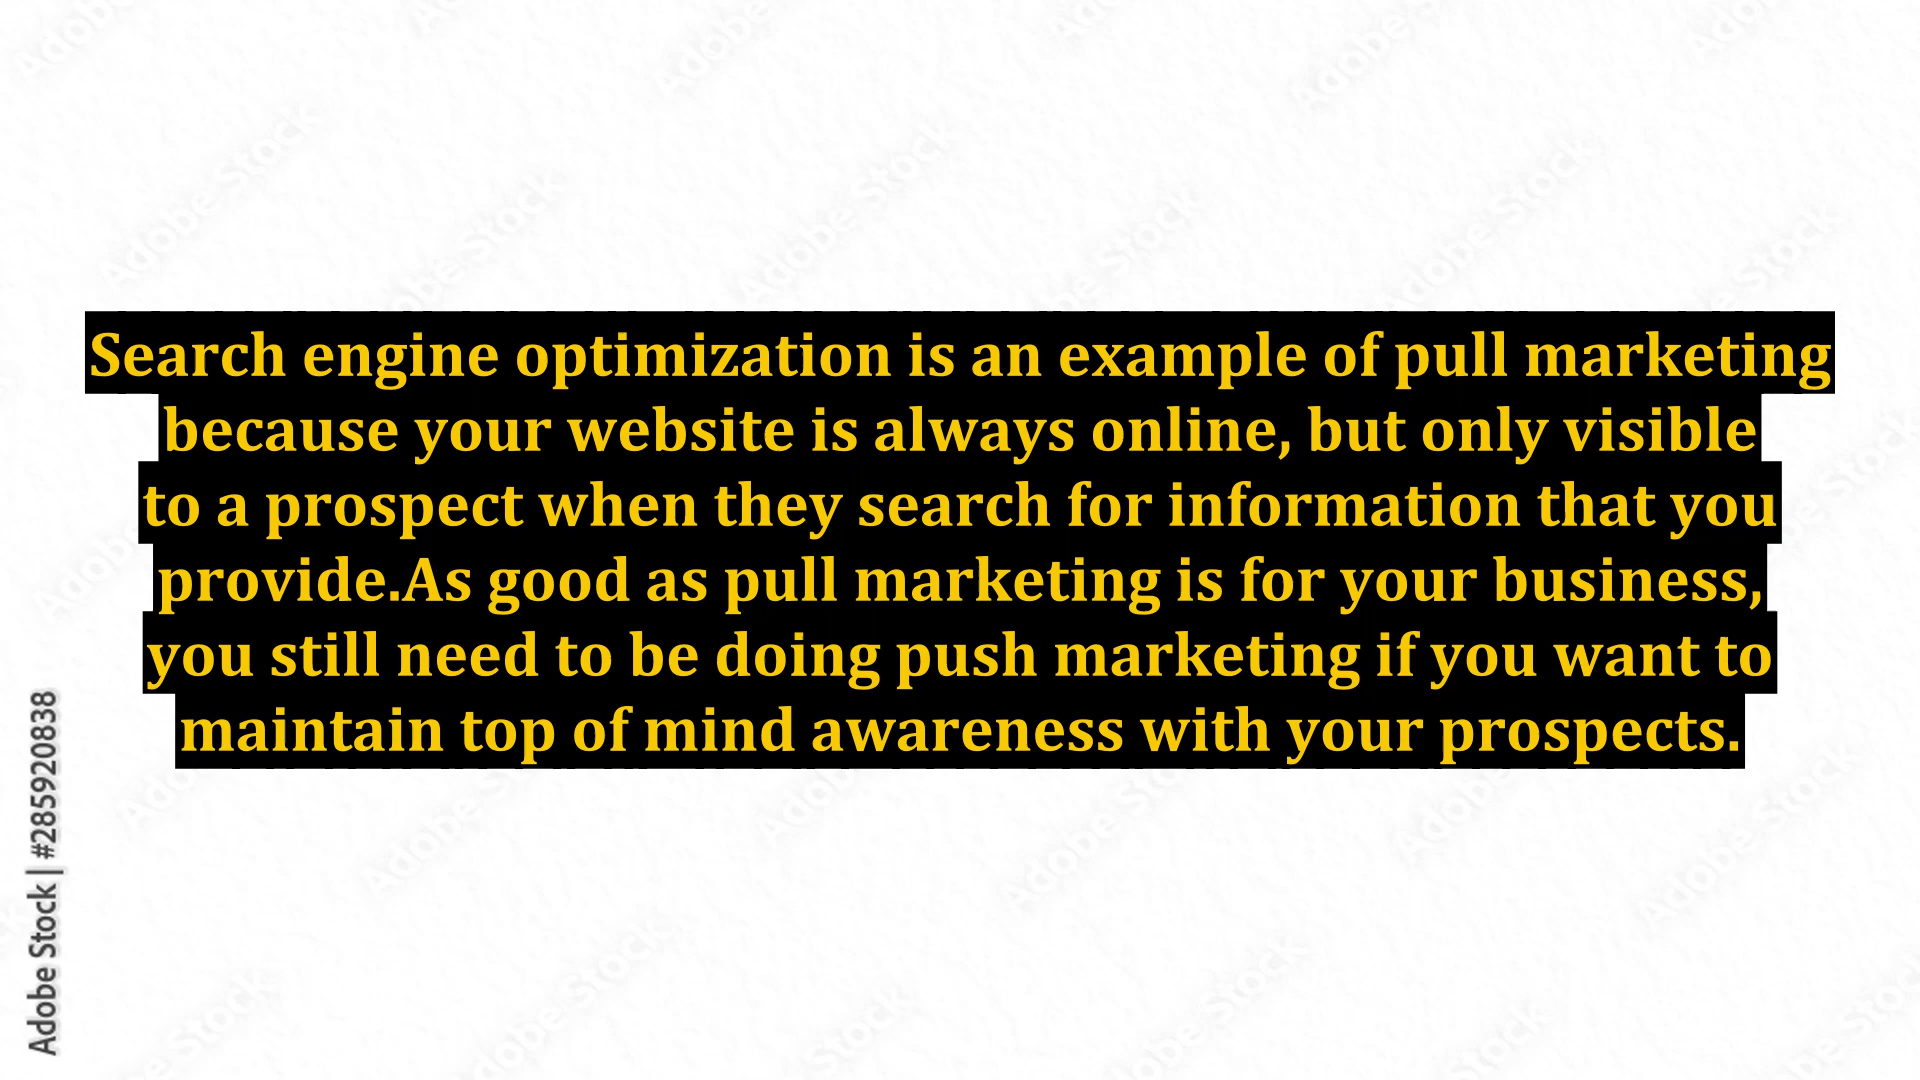 Search engine optimization is an example of pull marketing
because your website is always online, but only visible
to a prospect when they search for information that you
provide.As good as pull marketing is for your business,
you still need to be doing push marketing if you want to
maintain top of mind awareness with your prospects.
Adobe Stock | #285920838